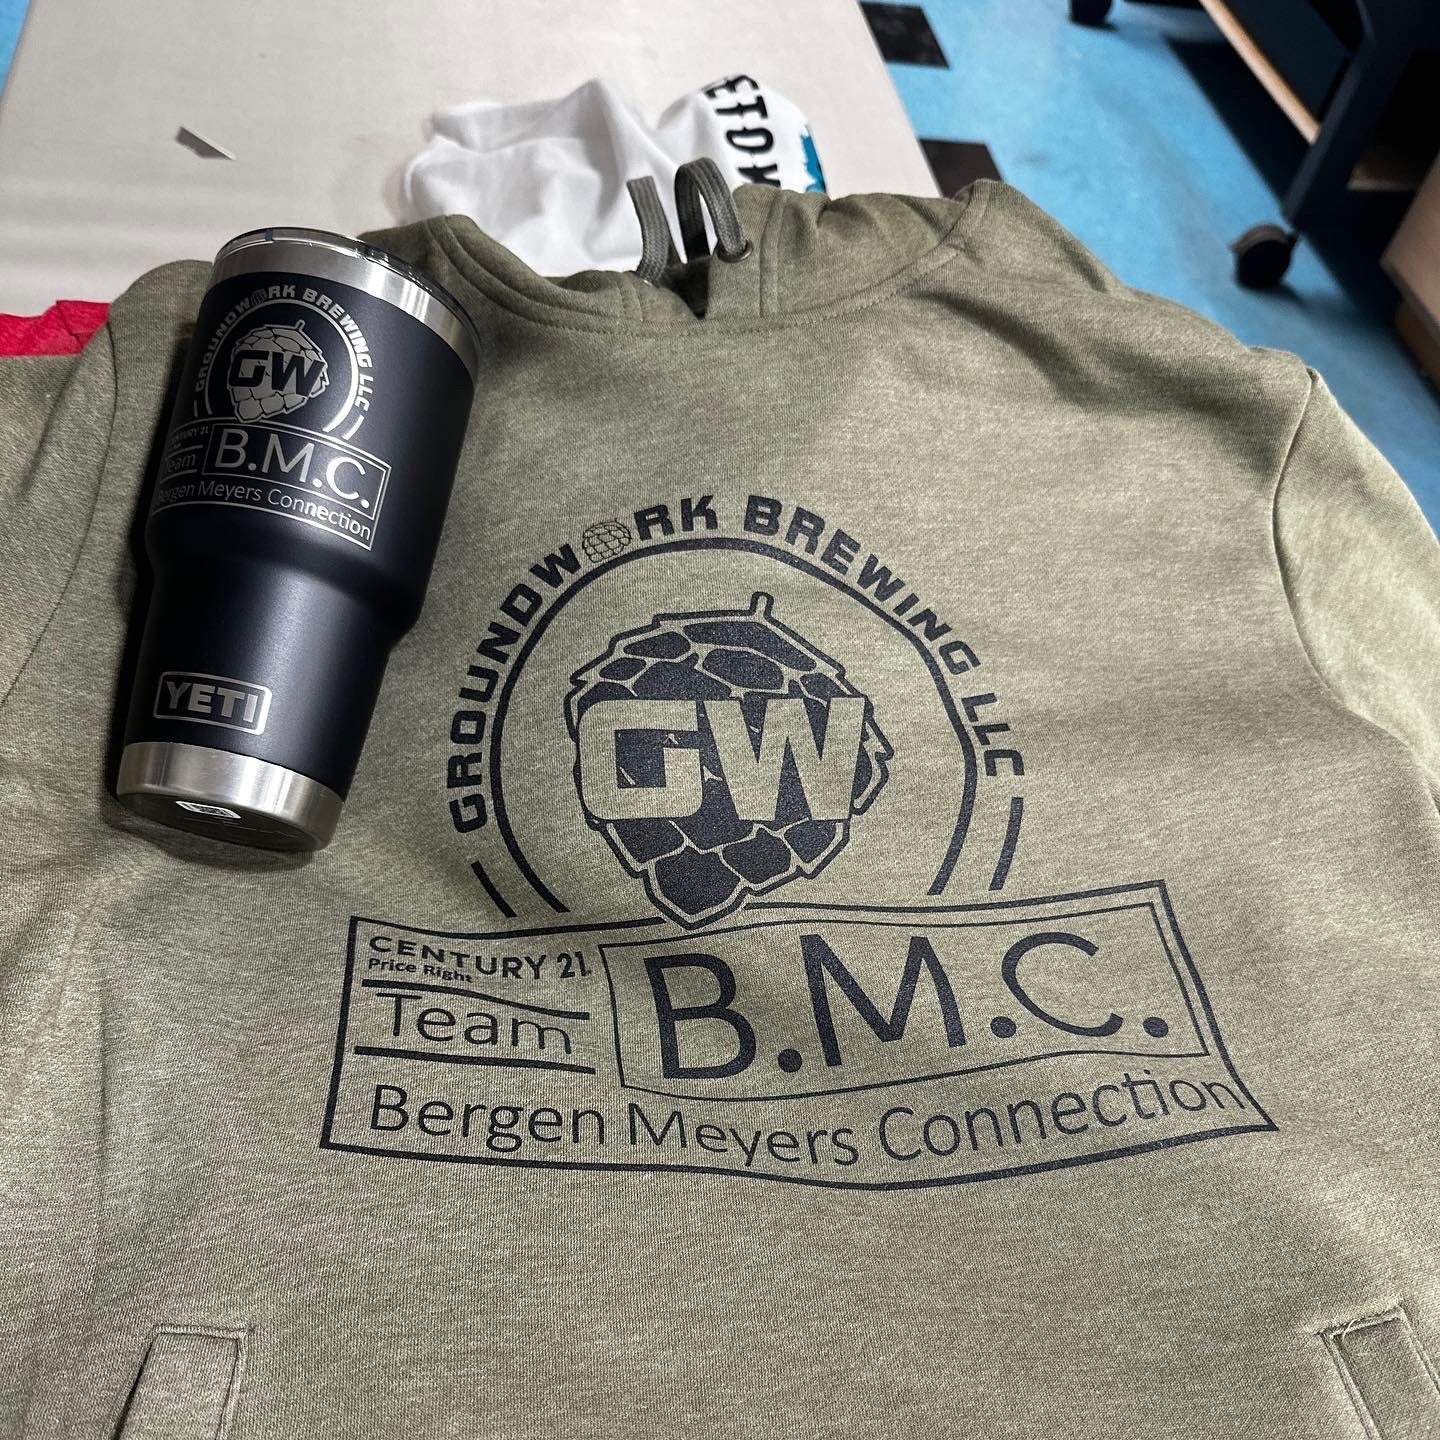 GROUNDWORK BREWING LLC
GW
CENTURY 21
Team
B.M.C.
Bergen Meyers Connection
YETI
GROUNDWORK BREWING LLC
GW
CENTURY 21.
Price Right
Team
B.M.C.
Bergen Meyers Connection